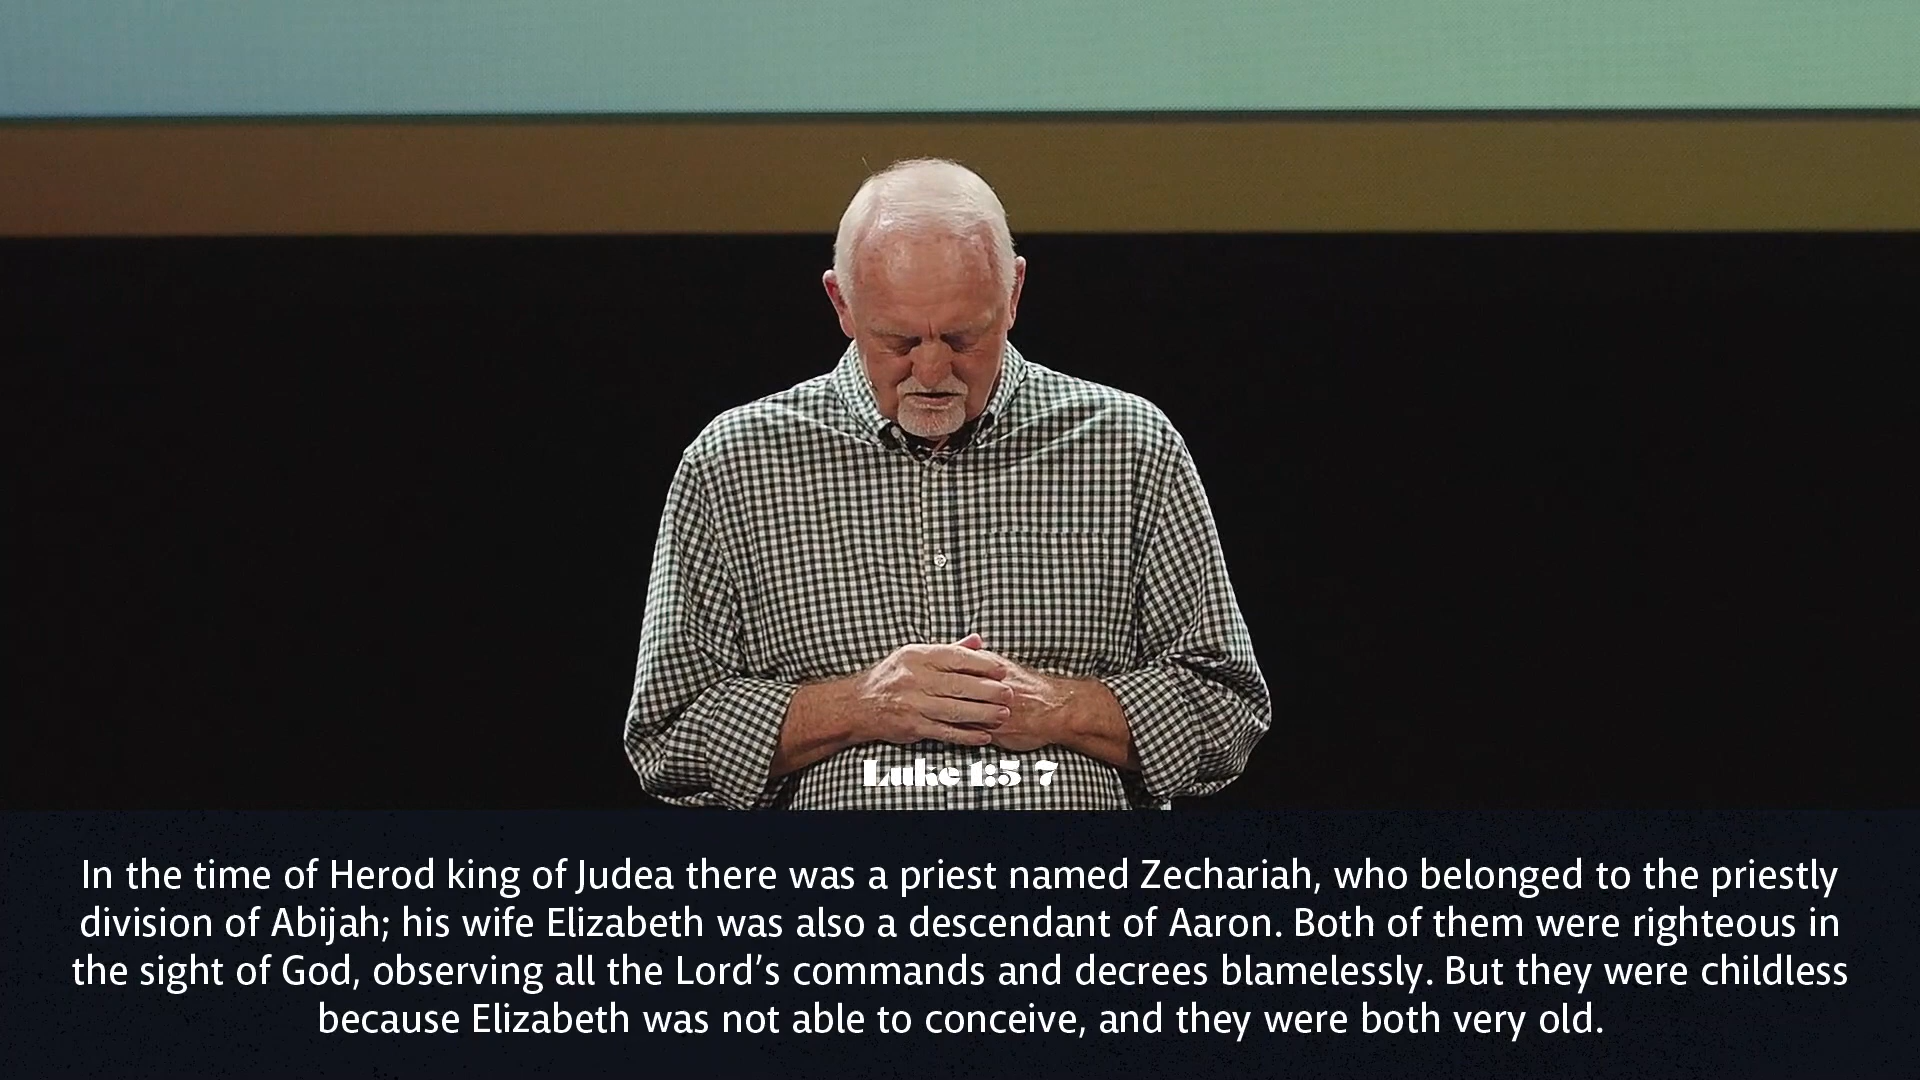 Luke 1:5 7
In the time of Herod king of Judea there was a priest named Zechariah, who belonged to the priestly
division of Abijah; his wife Elizabeth was also a descendant of Aaron. Both of them were righteous in
the sight of God, observing all the Lord’s commands and decrees blamelessly. But they were childless
because Elizabeth was not able to conceive, and they were both very old.